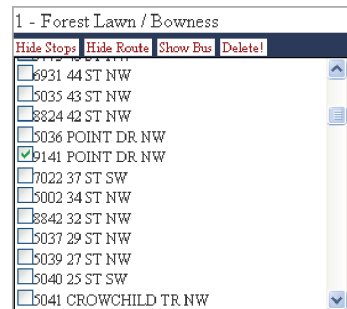 1 - Forest Lawn / Bowness
Hide Stops Hide Route Show Bus Delete!
6931 44 ST NW
5035 43 ST NW
8824 42 ST NW
5036 POINT DR NW
9141 POINT DR NW
7022 37 ST SW
5002 34 ST NW
8842 32 ST NW
5037 29 ST NW
5039 27 ST NW
5040 25 ST SW
5041 CROWCHILD TR NW